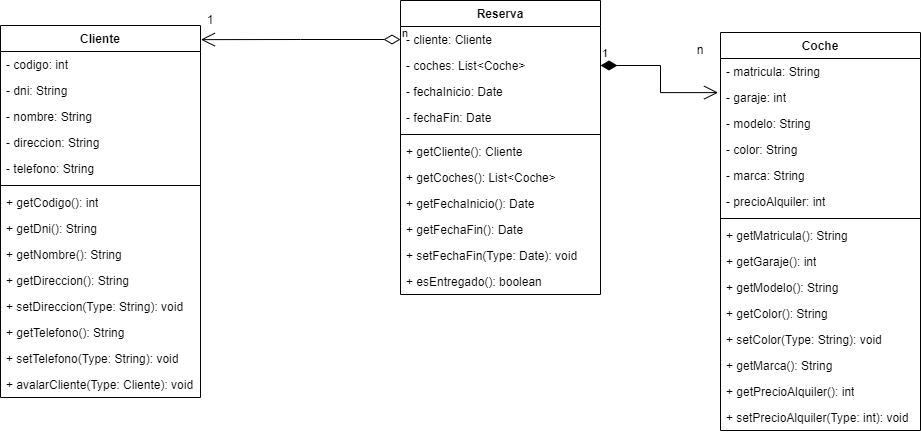 Cliente
- codigo: int
- dni: String
- nombre: String
- direccion: String
- telefono: String
+ getCodigo(): int
+ getDni(): String
+ getNombre(): String
+ getDireccion(): String
+ setDireccion(Type: String): void
+ getTelefono(): String
+ setTelefono(Type: String): void
+ avalarCliente(Type: Cliente): void
1
n
Reserva
- cliente: Cliente
- coches: List<Coche>
- fechaInicio: Date
- fechaFin: Date
+ getCliente(): Cliente
+ getCoches(): List<Coche>
+ getFechaInicio(): Date
+ getFechaFin(): Date
+ setFechaFin(Type: Date): void
+ esEntregado(): boolean
1
n
Coche
- matricula: String
- garaje: int
- modelo: String
- color: String
- marca: String
- precioAlquiler: int
+ getMatricula(): String
+ getGaraje(): int
+ getModelo(): String
+ getColor(): String
+ setColor(Type: String): void
+ getMarca(): String
+ getPrecioAlquiler(): int
+ setPrecioAlquiler(Type: int): void